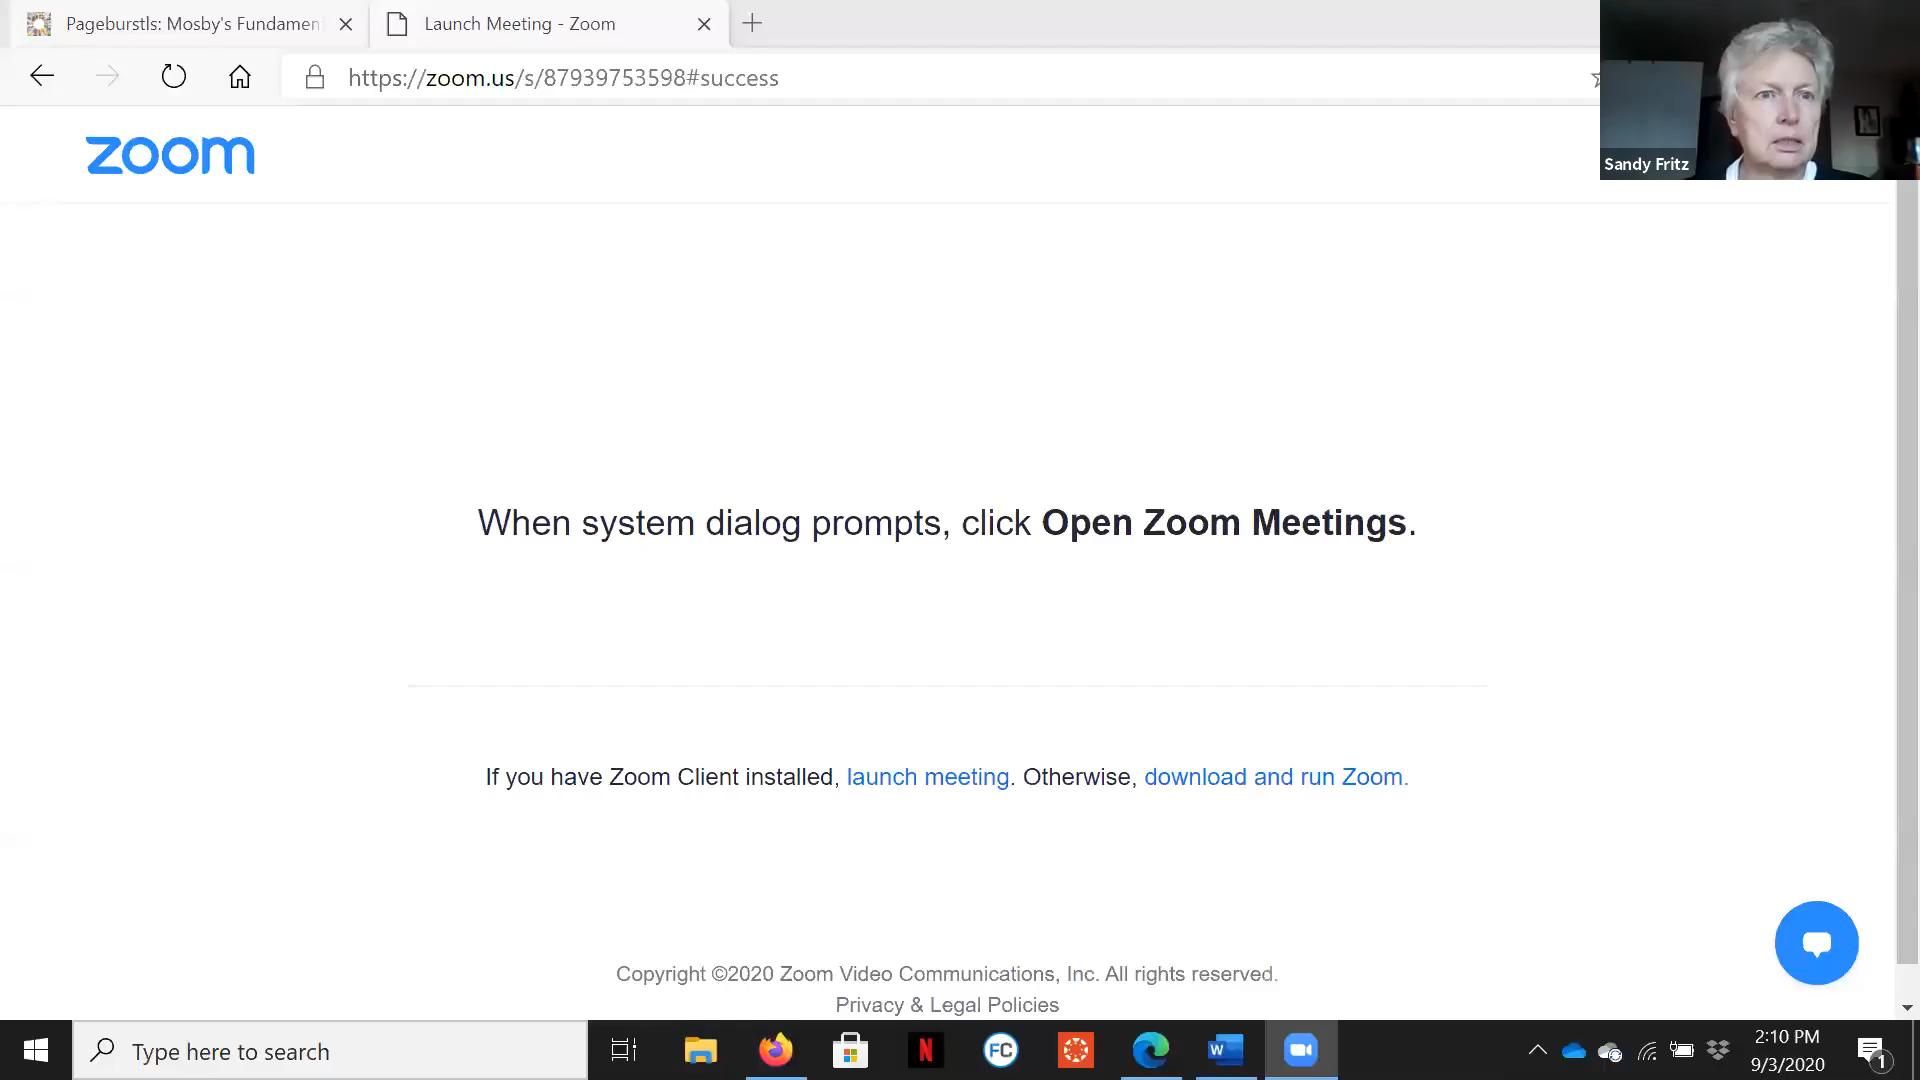 Pageburstls: Mosby's Fundamen
Launch Meeting - Zoom
https://zoom.us/s/87939753598#success
zoom
Sandy Fritz
When system dialog prompts, click Open Zoom Meetings.
If you have Zoom Client installed, launch meeting. Otherwise, download and run Zoom.
Copyright ©2020 Zoom Video Communications, Inc. All rights reserved.
Privacy & Legal Policies
Type here to search
N
FC
W
2:10 PM
9/3/2020
1